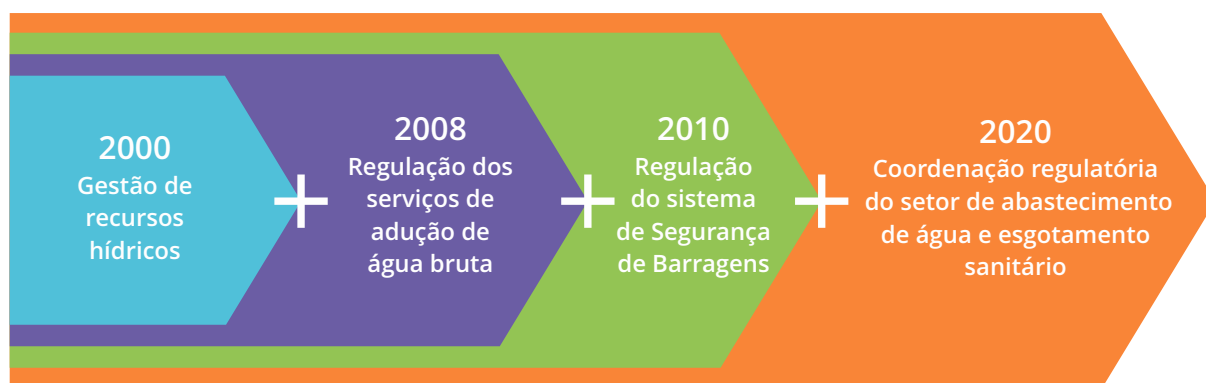 2000
Gestão de
recursos
hídricos
+
2008
Regulação dos
serviços de
adução de
água bruta
+
2010
Regulação
do sistema
de Segurança
de Barragens
+
2020
Coordenação regulatória
do setor de abastecimento
de água e esgotamento
sanitário